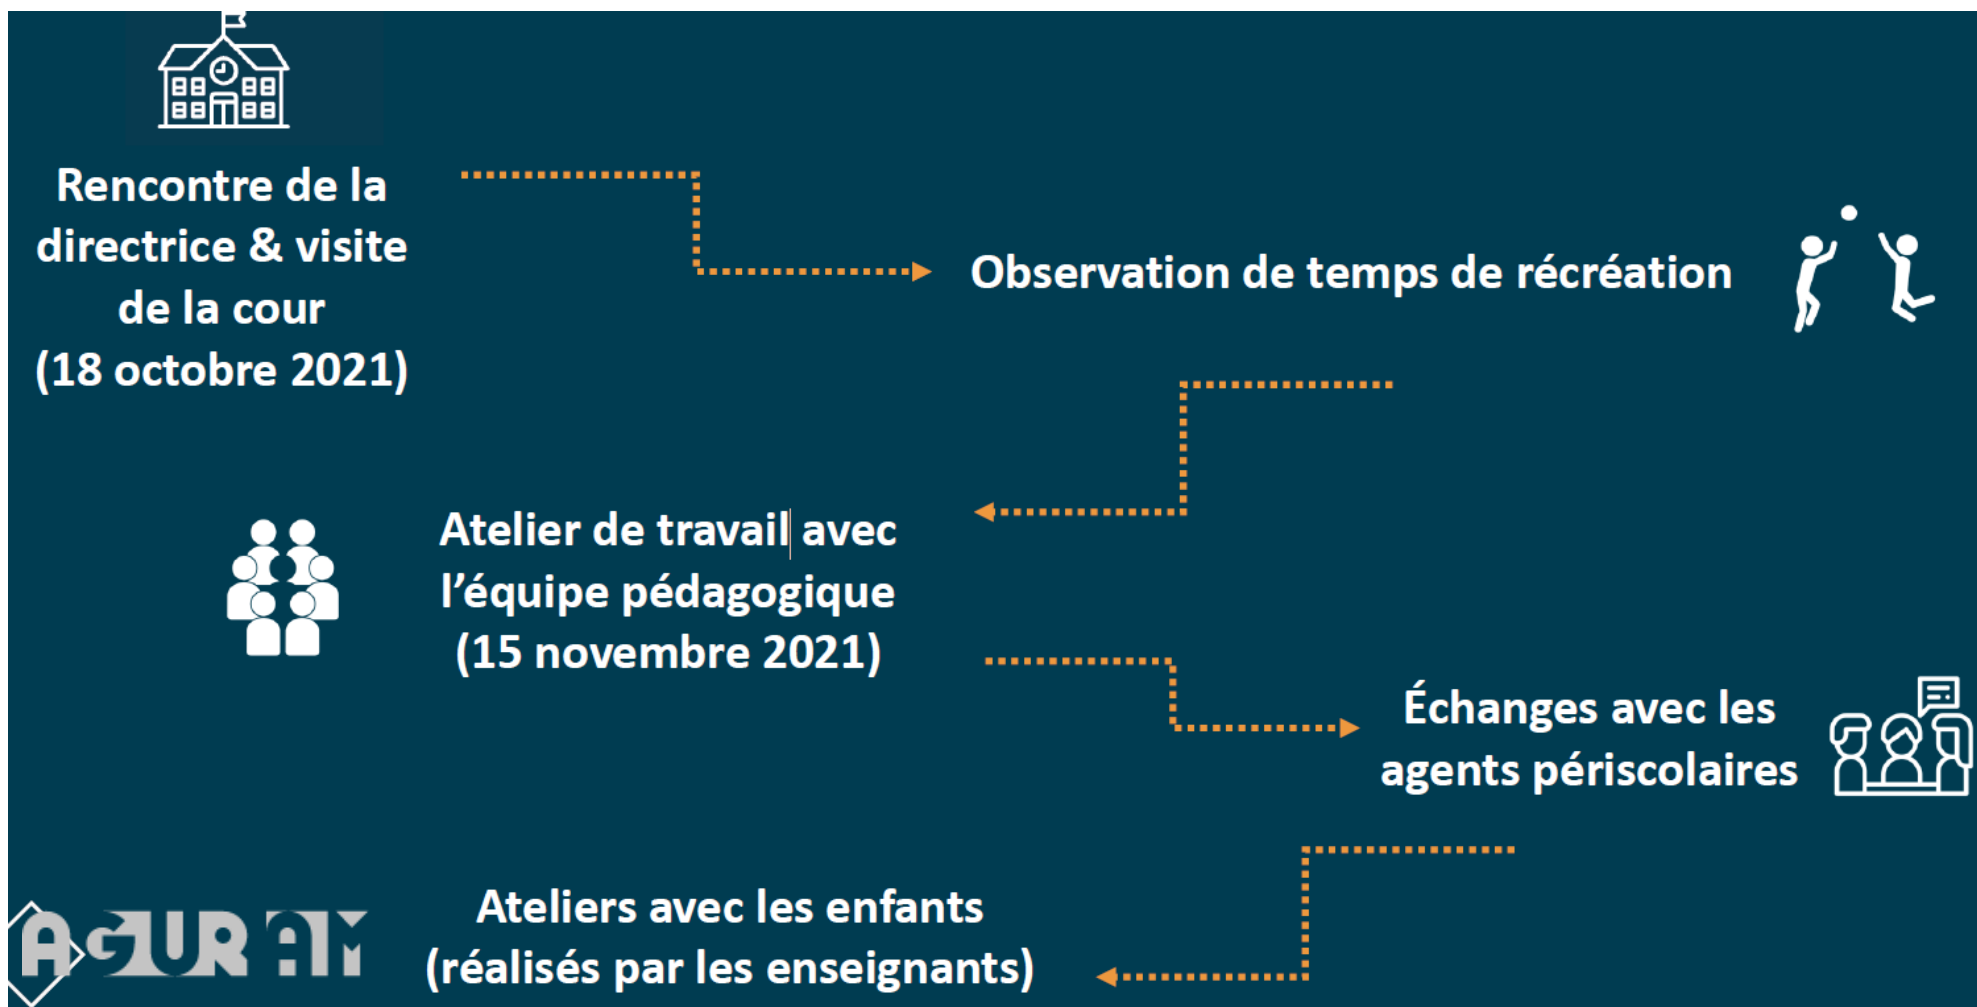 Rencontre de la
directrice & visite
de la cour
(18 octobre 2021)
Observation de temps de récréation
Atelier de travail avec
l’équipe pédagogique
(15 novembre 2021)
Échanges avec les
agents périscolaires
Ateliers avec les enfants
(réalisés par les enseignants)
AGURAM